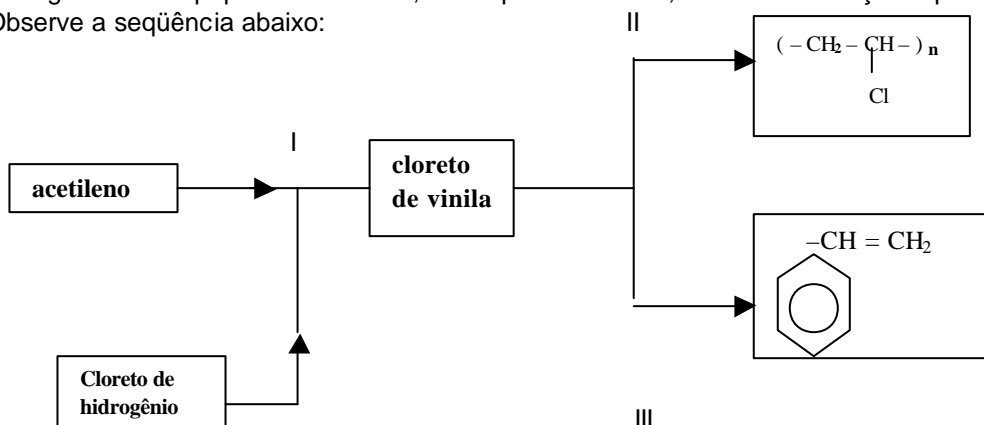 Observe a seqüência abaixo:
II
( – CH2 – CH – ) n
Cl
I
acetileno
cloreto
de vinila
–CH = CH2
Cloreto de
hidrogênio
III